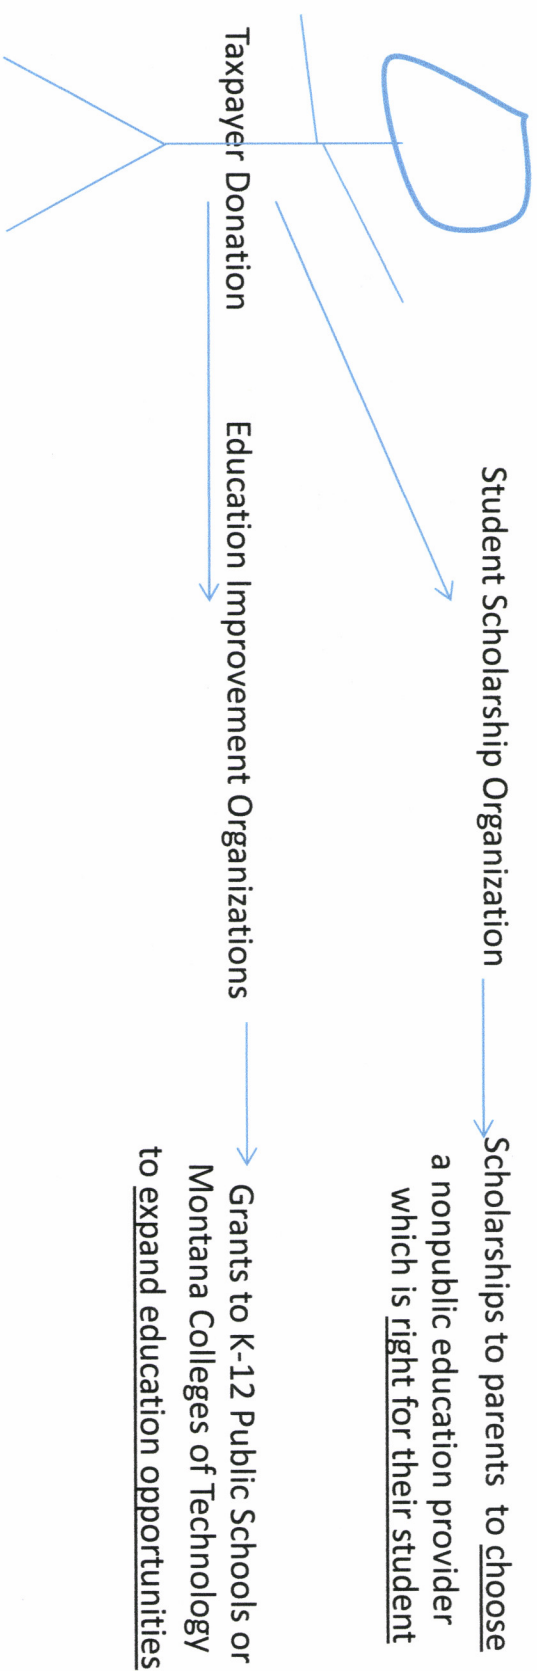 Student Scholarship Organization
Scholarships to parents to choose
a nonpublic education provider
which is right for their student
Taxpayer Donation
Education Improvement Organizations
Grants to K-12 Public Schools or
Montana Colleges of Technology
to expand education opportunities